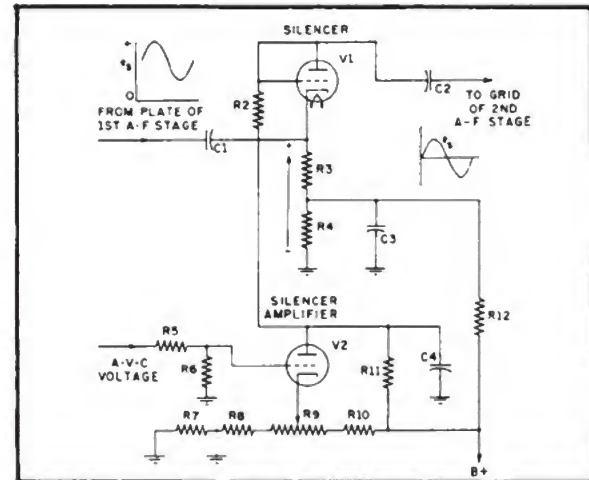 SILENCER
V1
+
es
O
R2
C2
FROM PLATE OF
1ST A-F STAGE
TO GRID
OF 2ND
A-F STAGE
C1
es
+
R3
R4
-
C3
SILENCER
AMPLIFIER
R12
V2
R5
A-V-C
VOLTAGE
R6
R11
C4
R7
R8
R9
R10
B+